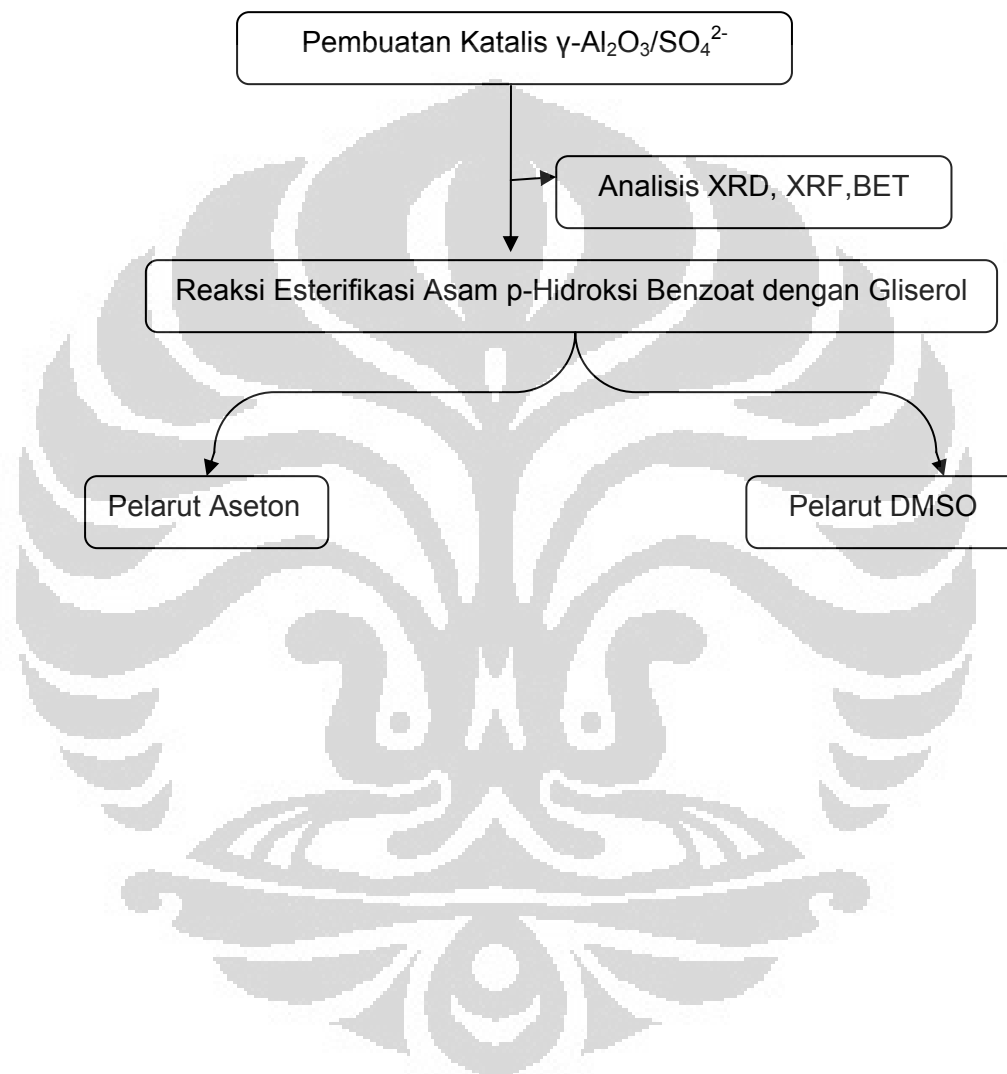 Pembuatan Katalis γ-Al₂O₃/SO₄²⁻
Analisis XRD, XRF,BET
Reaksi Esterifikasi Asam p-Hidroksi Benzoat dengan Gliserol
Pelarut Aseton
Pelarut DMSO